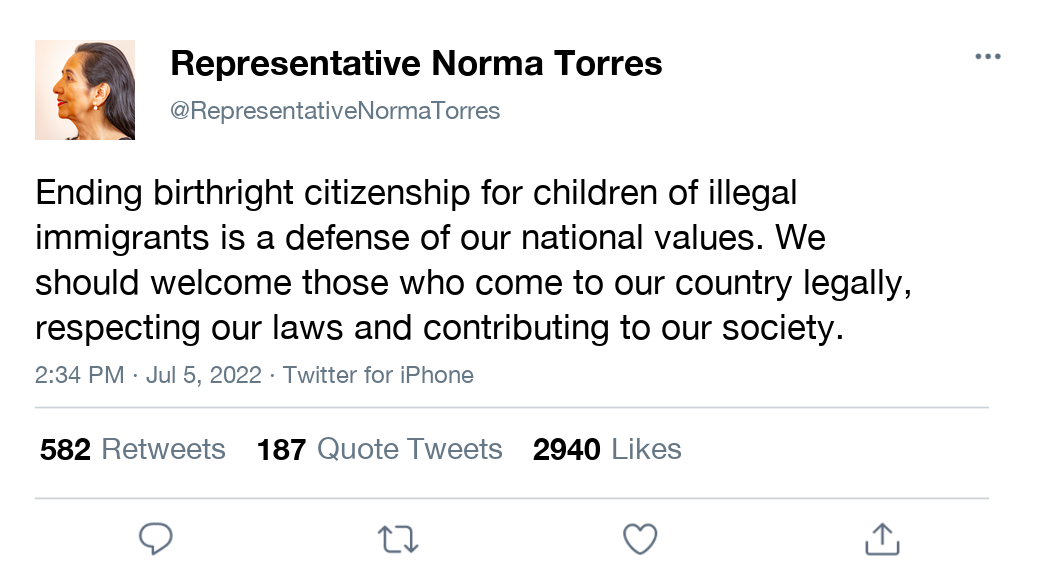 Representative Norma Torres
@RepresentativeNormaTorres
Ending birthright citizenship for children of illegal
immigrants is a defense of our national values. We
should welcome those who come to our country legally,
respecting our laws and contributing to our society.
2:34 PM · Jul 5, 2022 · Twitter for iPhone
582 Retweets 187 Quote Tweets 2940 Likes